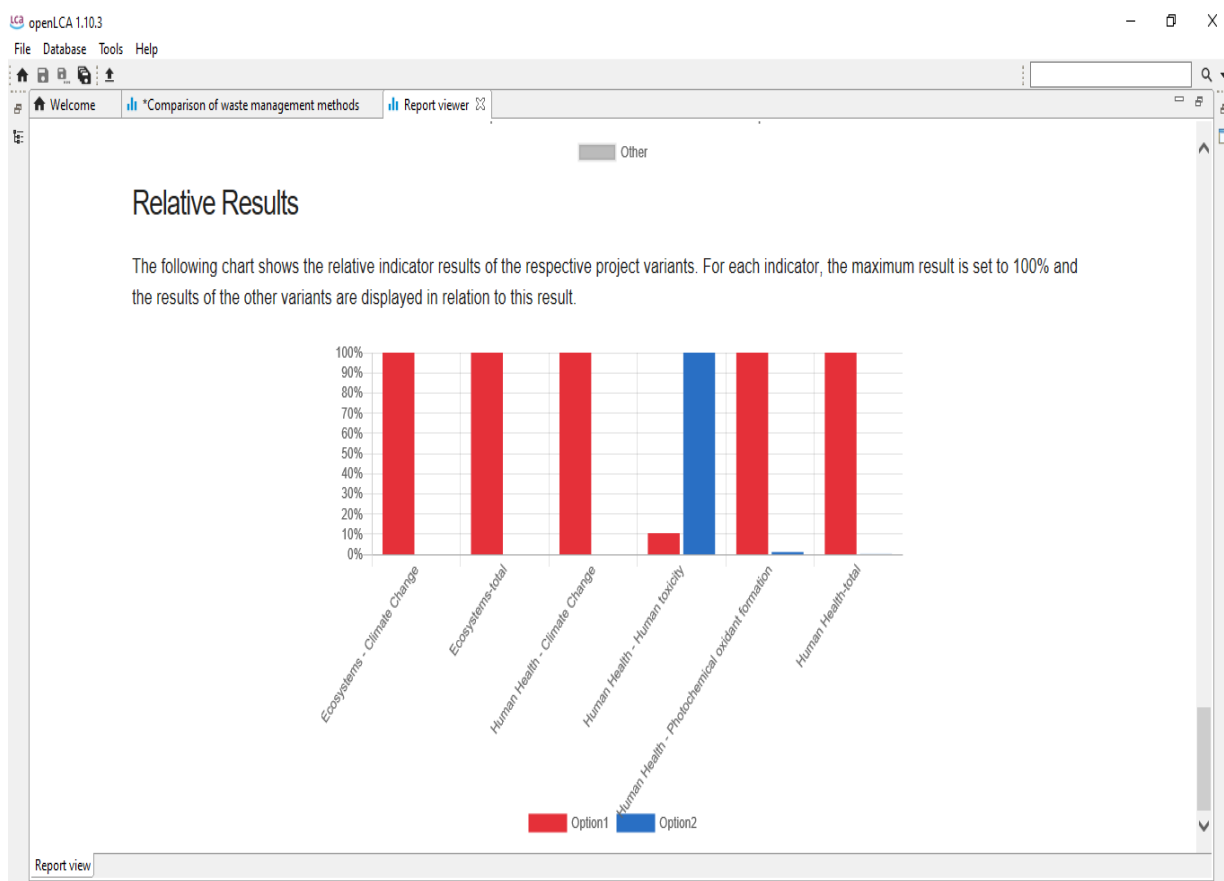 openLCA 1.10.3
File Database Tools Help
Welcome *Comparison of waste management methods Report viewer
Other
Relative Results
The following chart shows the relative indicator results of the respective project variants. For each indicator, the maximum result is set to 100% and
the results of the other variants are displayed in relation to this result.
100%
90%
80%
70%
60%
50%
40%
30%
20%
10%
0%
Ecosystems - Climate Change
Ecosystems-total
Human Health - Climate Change
Human Health - Human toxicity
Human Health - Photochemical oxidant formation
Human Health-total
Option1 Option2
Report view